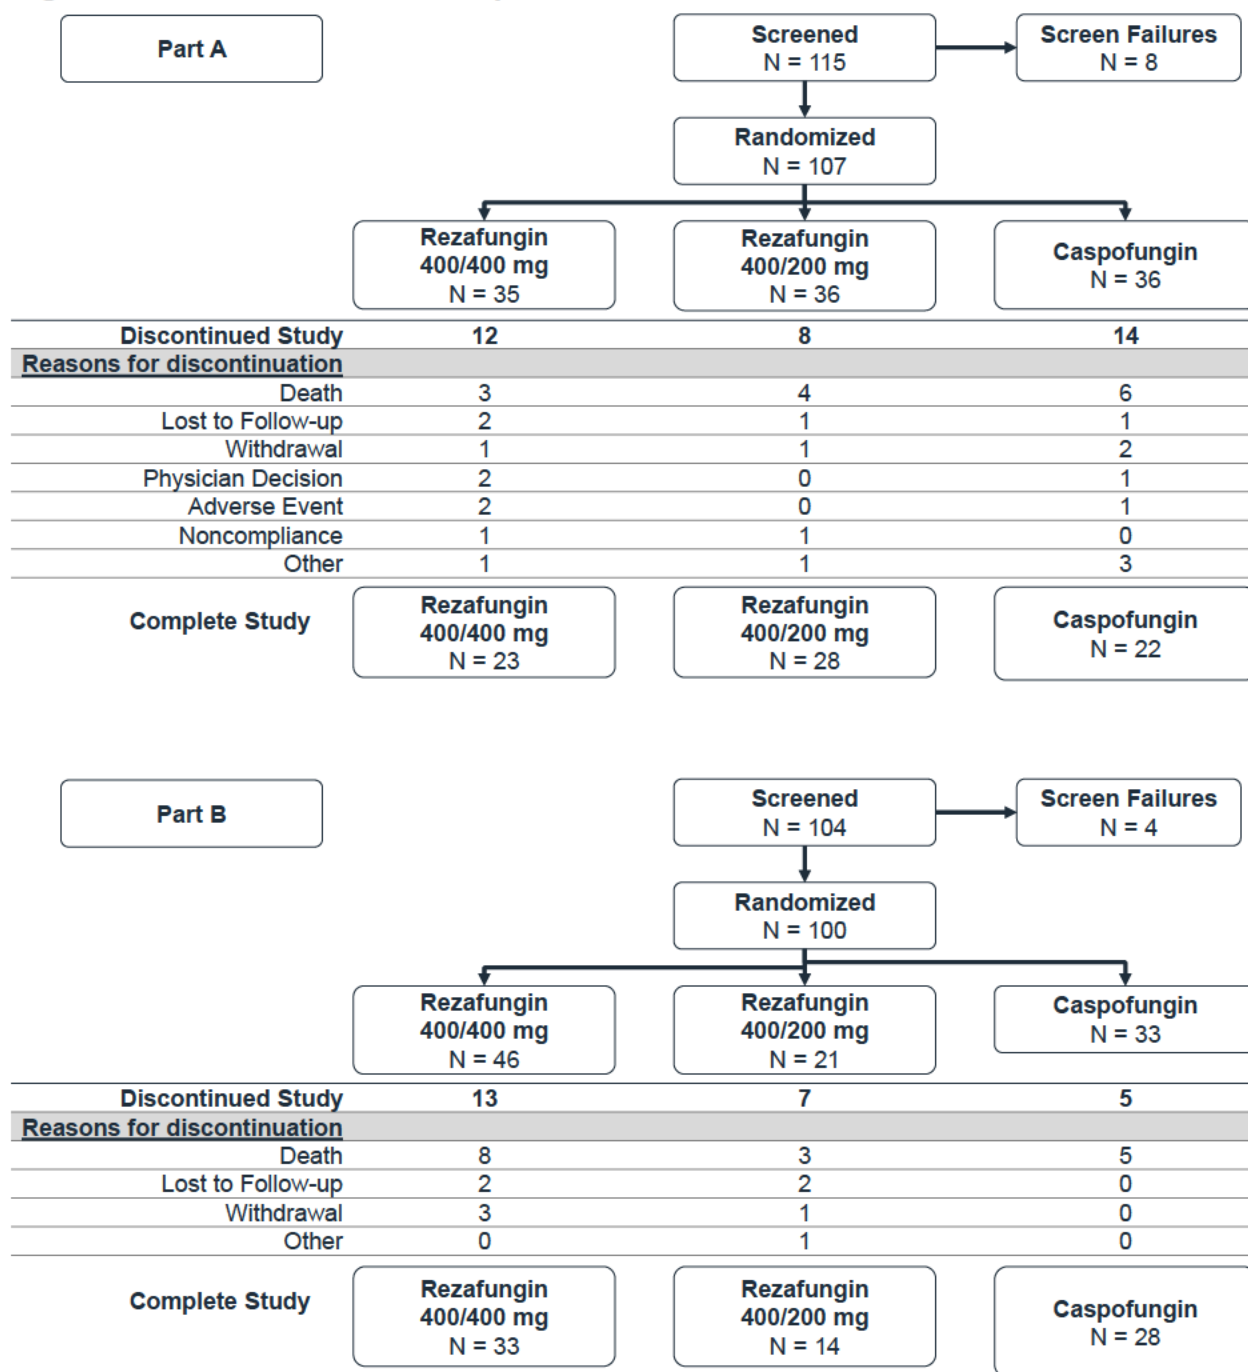 Part A
Screened
N = 115
Screen Failures
N = 8
Randomized
N = 107
Rezafungin
400/400 mg
N = 35
Rezafungin
400/200 mg
N = 36
Caspofungin
N = 36
Discontinued Study 12 8 14
Reasons for discontinuation
Death 3 4 6
Lost to Follow-up 2 1 1
Withdrawal 1 1 2
Physician Decision 2 0 1
Adverse Event 2 0 1
Noncompliance 1 1 0
Other 1 1 3
Complete Study
Rezafungin
400/400 mg
N = 23
Rezafungin
400/200 mg
N = 28
Caspofungin
N = 22
Part B
Screened
N = 104
Screen Failures
N = 4
Randomized
N = 100
Rezafungin
400/400 mg
N = 46
Rezafungin
400/200 mg
N = 21
Caspofungin
N = 33
Discontinued Study 13 7 5
Reasons for discontinuation
Death 8 3 5
Lost to Follow-up 2 2 0
Withdrawal 3 1 0
Other 0 1 0
Complete Study
Rezafungin
400/400 mg
N = 33
Rezafungin
400/200 mg
N = 14
Caspofungin
N = 28